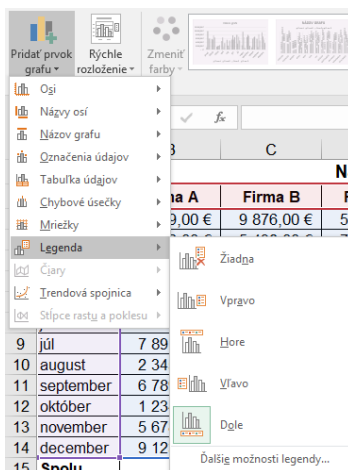 Pridať prvok grafu
Rýchle rozloženie
Zmeniť farby
Osi
Názvy osí
Názov grafu
Označenia údajov
Tabuľka údajov
Chybové úsečky
Mriežky
Legenda
Čiary
Trendová spojnica
Stĺpce rastu a poklesu
Žiadna
Vpravo
Hore
Vľavo
Dole
Ďalšie možnosti legendy...
fx
C
N
Firma B
9,00 € 9 876,00 € 5
9 júl 7 89
10 august 2 34
11 september 6 78
12 október 1 23
13 november 5 67
14 december 9 12
15 Spolu